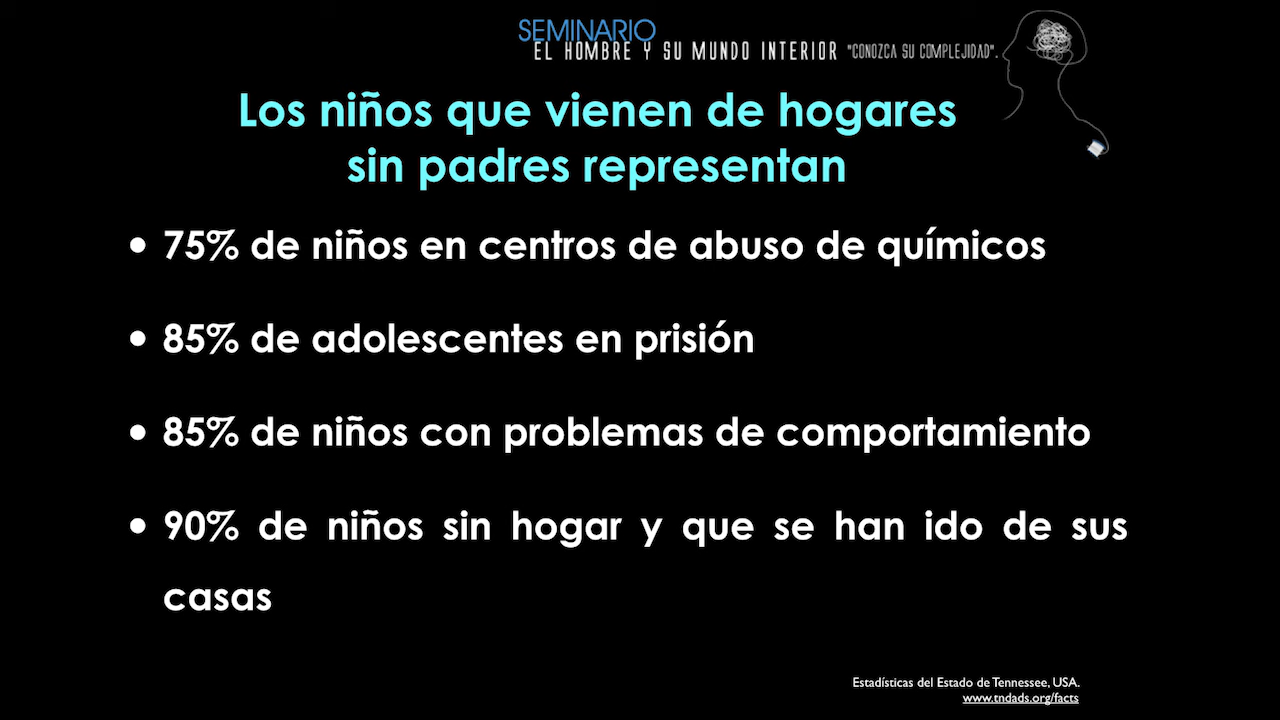 SEMINARIO
EL HOMBRE Y SU MUNDO INTERIOR "CONOZCA SU COMPLEJIDAD".
Los niños que vienen de hogares
sin padres representan
• 75% de niños en centros de abuso de químicos
• 85% de adolescentes en prisión
• 85% de niños con problemas de comportamiento
• 90% de niños sin hogar y que se han ido de sus
casas
Estadísticas del Estado de Tennessee, USA.
www.tndads.org/facts